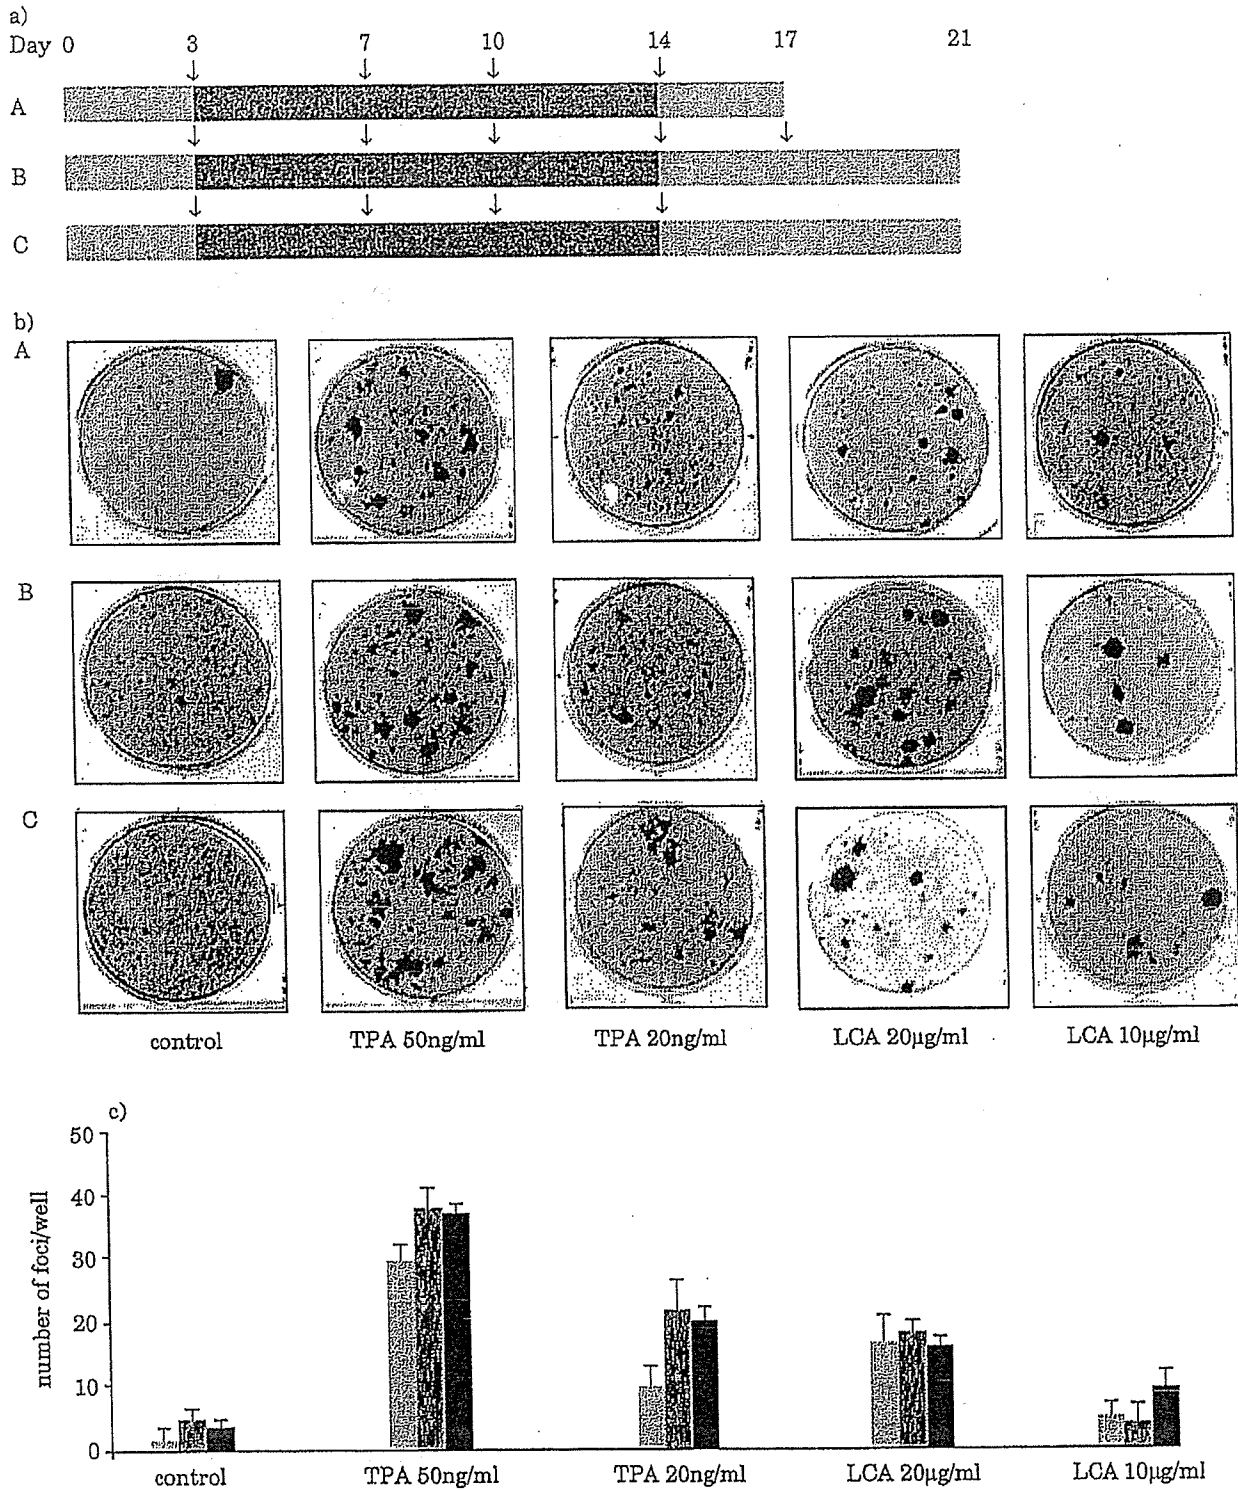 a)
Day 0 3 7 10 14 17 21
A
B
C
b)
A
B
C
control TPA 50ng/ml TPA 20ng/ml LCA 20µg/ml LCA 10µg/ml
c)
number of foci/well
50
40
30
20
10
0
control TPA 50ng/ml TPA 20ng/ml LCA 20µg/ml LCA 10µg/ml